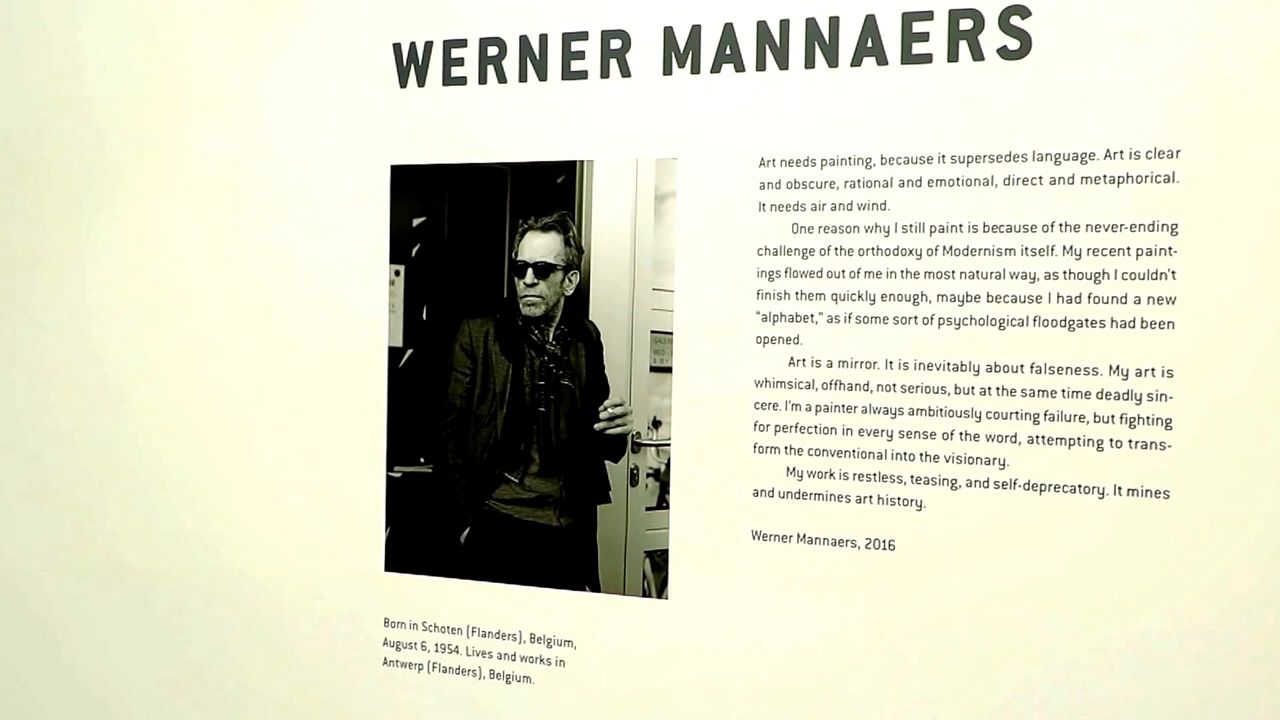 WERNER MANNAERS
Art needs painting, because it supersedes language. Art is clear
and obscure, rational and emotional, direct and metaphorical.
It needs air and wind.
One reason why I still paint is because of the never-ending
challenge of the orthodoxy of Modernism itself. My recent paint-
ings flowed out of me in the most natural way, as though I couldn't
finish them quickly enough, maybe because I had found a new
"alphabet," as if some sort of psychological floodgates had been
opened.
Art is a mirror. It is inevitably about falseness. My art is
whimsical, offhand, not serious, but at the same time deadly sin-
cere. I'm a painter always ambitiously courting failure, but fighting
for perfection in every sense of the word, attempting to trans-
form the conventional into the visionary.
My work is restless, teasing, and self-deprecatory. It mines
and undermines art history.
Werner Mannaers, 2016
Born in Schoten (Flanders), Belgium,
August 6, 1954. Lives and works in
Antwerp (Flanders), Belgium.